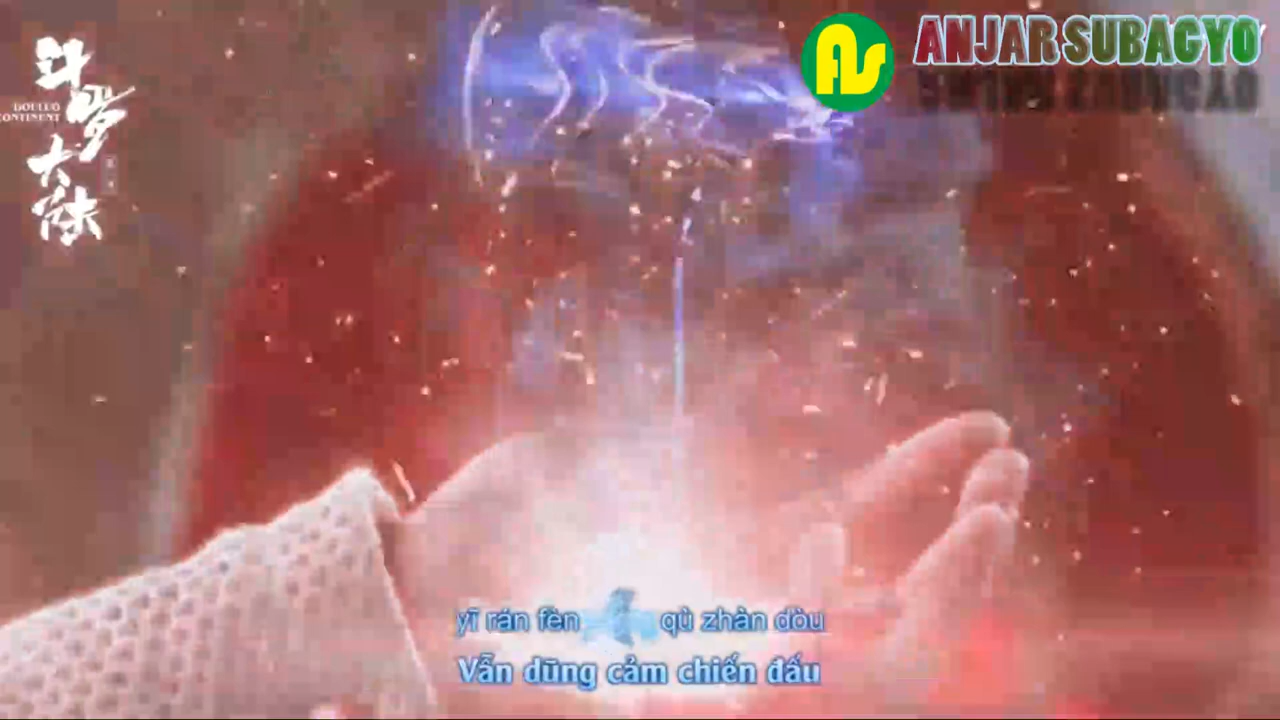 斗罗大陆
DOULUO
CONTINENT
As
ANJAR SUBAGYO
yī rán fèn
qù zhàn dòu
Vẫn dũng cảm chiến đấu